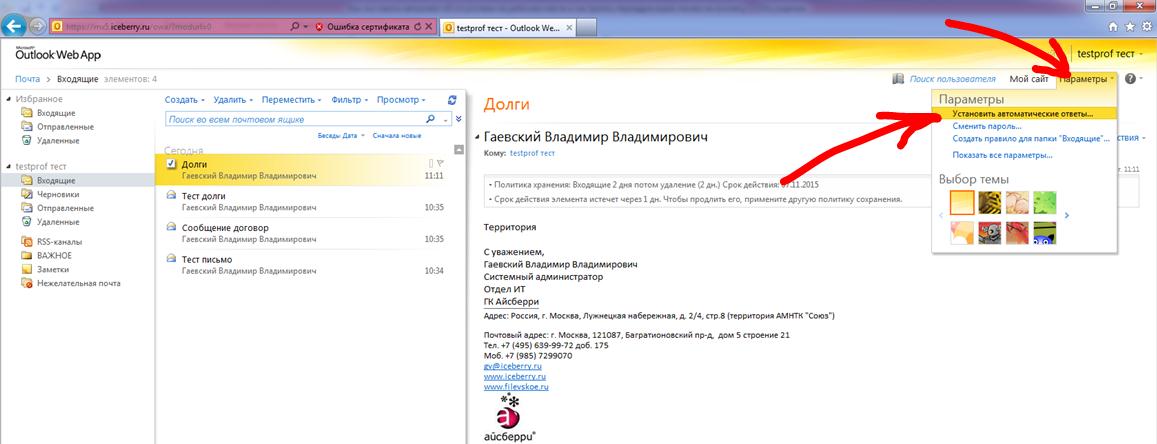 https://mx5.iceberry.ru/owa/?modurl=0
Ошибка сертификата
testprof тест - Outlook We...
Microsoft
Outlook Web App
testprof тест
Почта > Входящие элементов: 4
Поиск пользователя
Мой сайт
Параметры
Избранное
Входящие
Отправленные
Удаленные
testprof тест
Входящие
Черновики
Отправленные
Удаленные
RSS-каналы
ВАЖНОЕ
Заметки
Нежелательная почта
Создать Удалить Переместить Фильтр Просмотр
Поиск во всем почтовом ящике
Беседы Дата Сначала новые
Сегодня
Долги
Гаевский Владимир Владимирович 11:11
Тест долги
Гаевский Владимир Владимирович 10:35
Сообщение договор
Гаевский Владимир Владимирович 10:35
Тест письмо
Гаевский Владимир Владимирович 10:34
Долги
Гаевский Владимир Владимирович
Кому: testprof тест
• Политика хранения: Входящие 2 дня потом удаление (2 дн.) Срок действия: 07.11.2015
• Срок действия элемента истечет через 1 дн. Чтобы продлить его, примените другую политику сохранения.
Территория
С уважением,
Гаевский Владимир Владимирович
Системный администратор
Отдел ИТ
ГК Айсберри
Адрес: Россия, г. Москва, Лужнецкая набережная, д. 2/4, стр.8 (территория АМНТК "Союз")
Почтовый адрес: г. Москва, 121087, Багратионовский пр-д, дом 5 строение 21
Тел. +7 (495) 639-99-72 доб. 175
Моб. +7 (985) 7299070
gv@iceberry.ru
www.iceberry.ru
www.filevskoe.ru
айсберри
Параметры
Установить автоматические ответы...
Сменить пароль...
Создать правило для папки "Входящие"...
Показать все параметры...
Выбор темы
ствия
т. 11:11